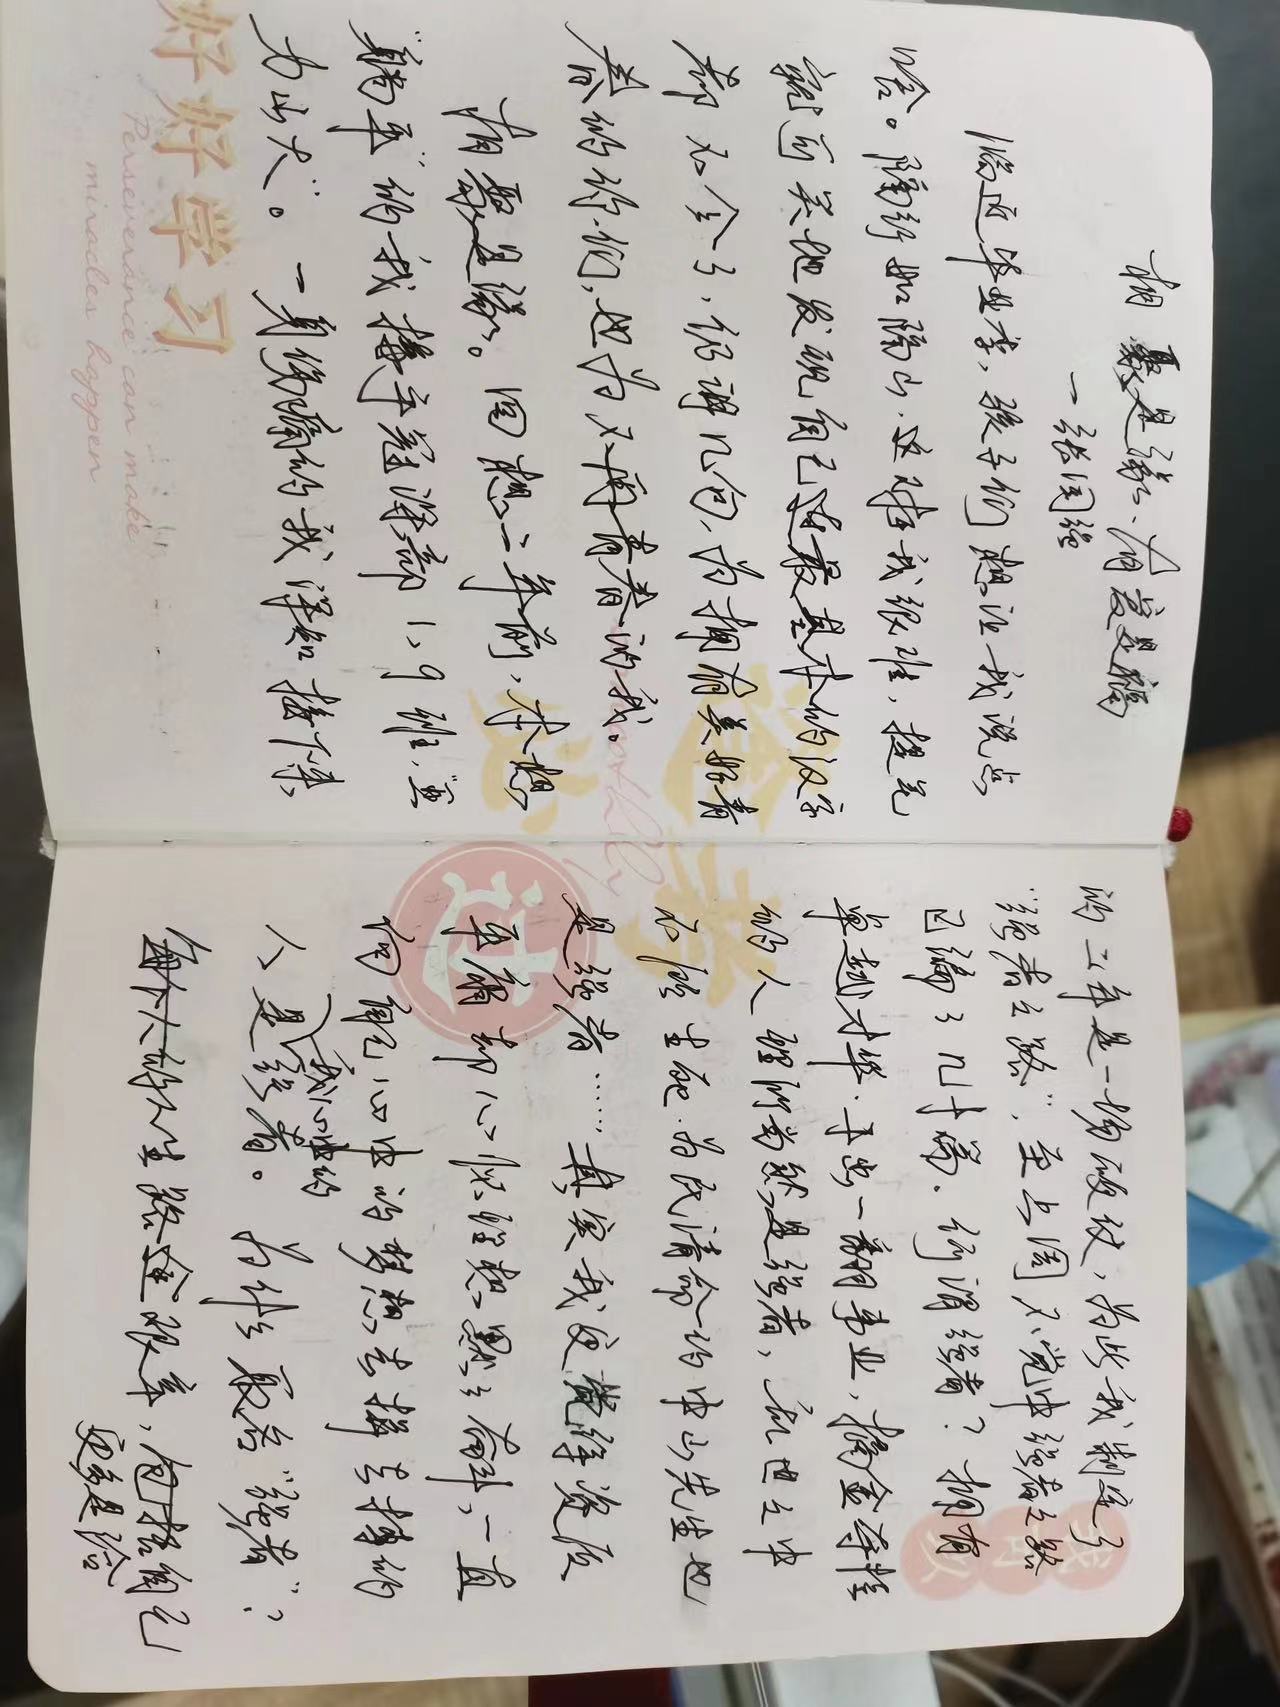 相聚是缘、有爱是福
一张国强
临近毕业季，孩子们想让我说点
啥。隔行如隔山，这对我很难，提笔
就可笑地发现自己连最基本的汉字
都不会了，仍谢几句，为拥有美好青
春的你们，也为不再青春的我。
相聚是缘。回想二年前，本想
“躺平”的我接手冠深部1、9班，“亚
力山大”。一身伤痛的我深知接下来
好好学习
Perseverance can make
miracles happen
的二年是一场硬仗，为此我制定了
“强者之路”，至上周不觉中强者之路
已编了几十篇。何谓强者？拥有
卓越才华、干出一翻事业，摘金夺桂
的人理所当然是强者，乱世之中
不顾生死、为民请命的中山先生也
是强者……其实我更觉得资质
平庸却心怀理想默默奋斗，一直
向自己心中的梦想去拼去搏的
人是我心中的强者。为什么取名“强者”？
每个人的人生路途艰辛，包括自己
更多是给
逢考
必过
我可以